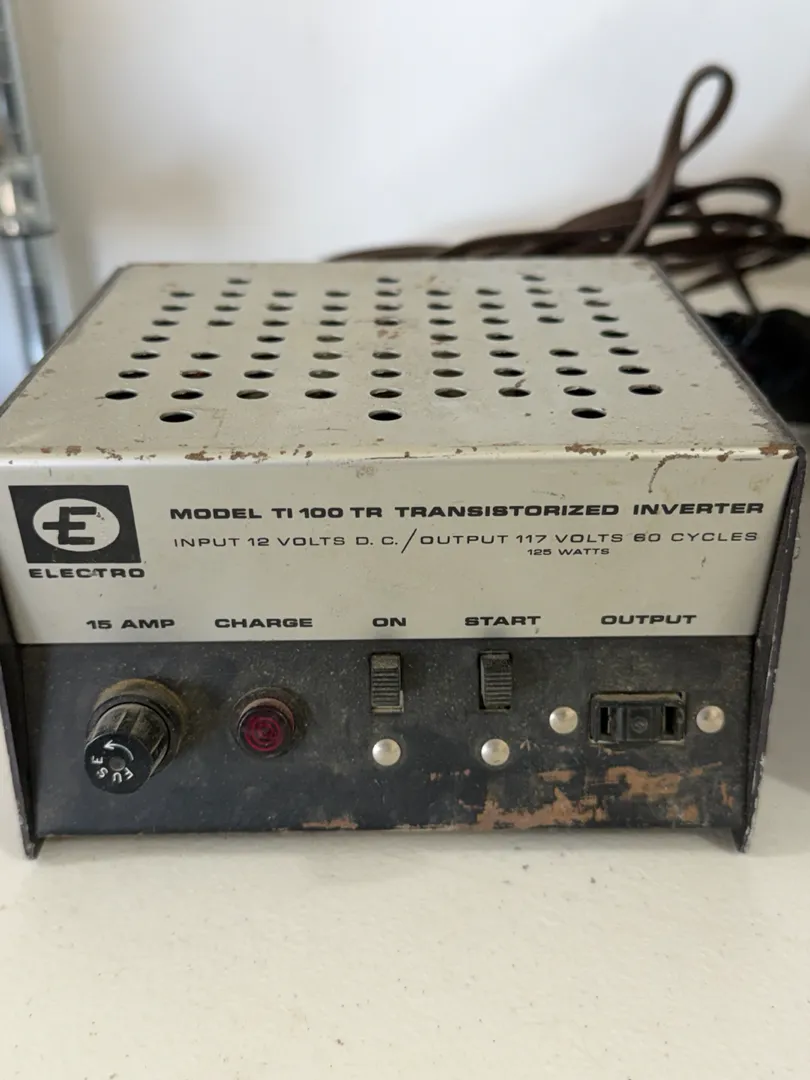 E
ELECTRO
MODEL TI 100 TR TRANSISTORIZED INVERTER
INPUT 12 VOLTS D. C./OUTPUT 117 VOLTS 60 CYCLES
125 WATTS
15 AMP CHARGE ON START OUTPUT
FUSE